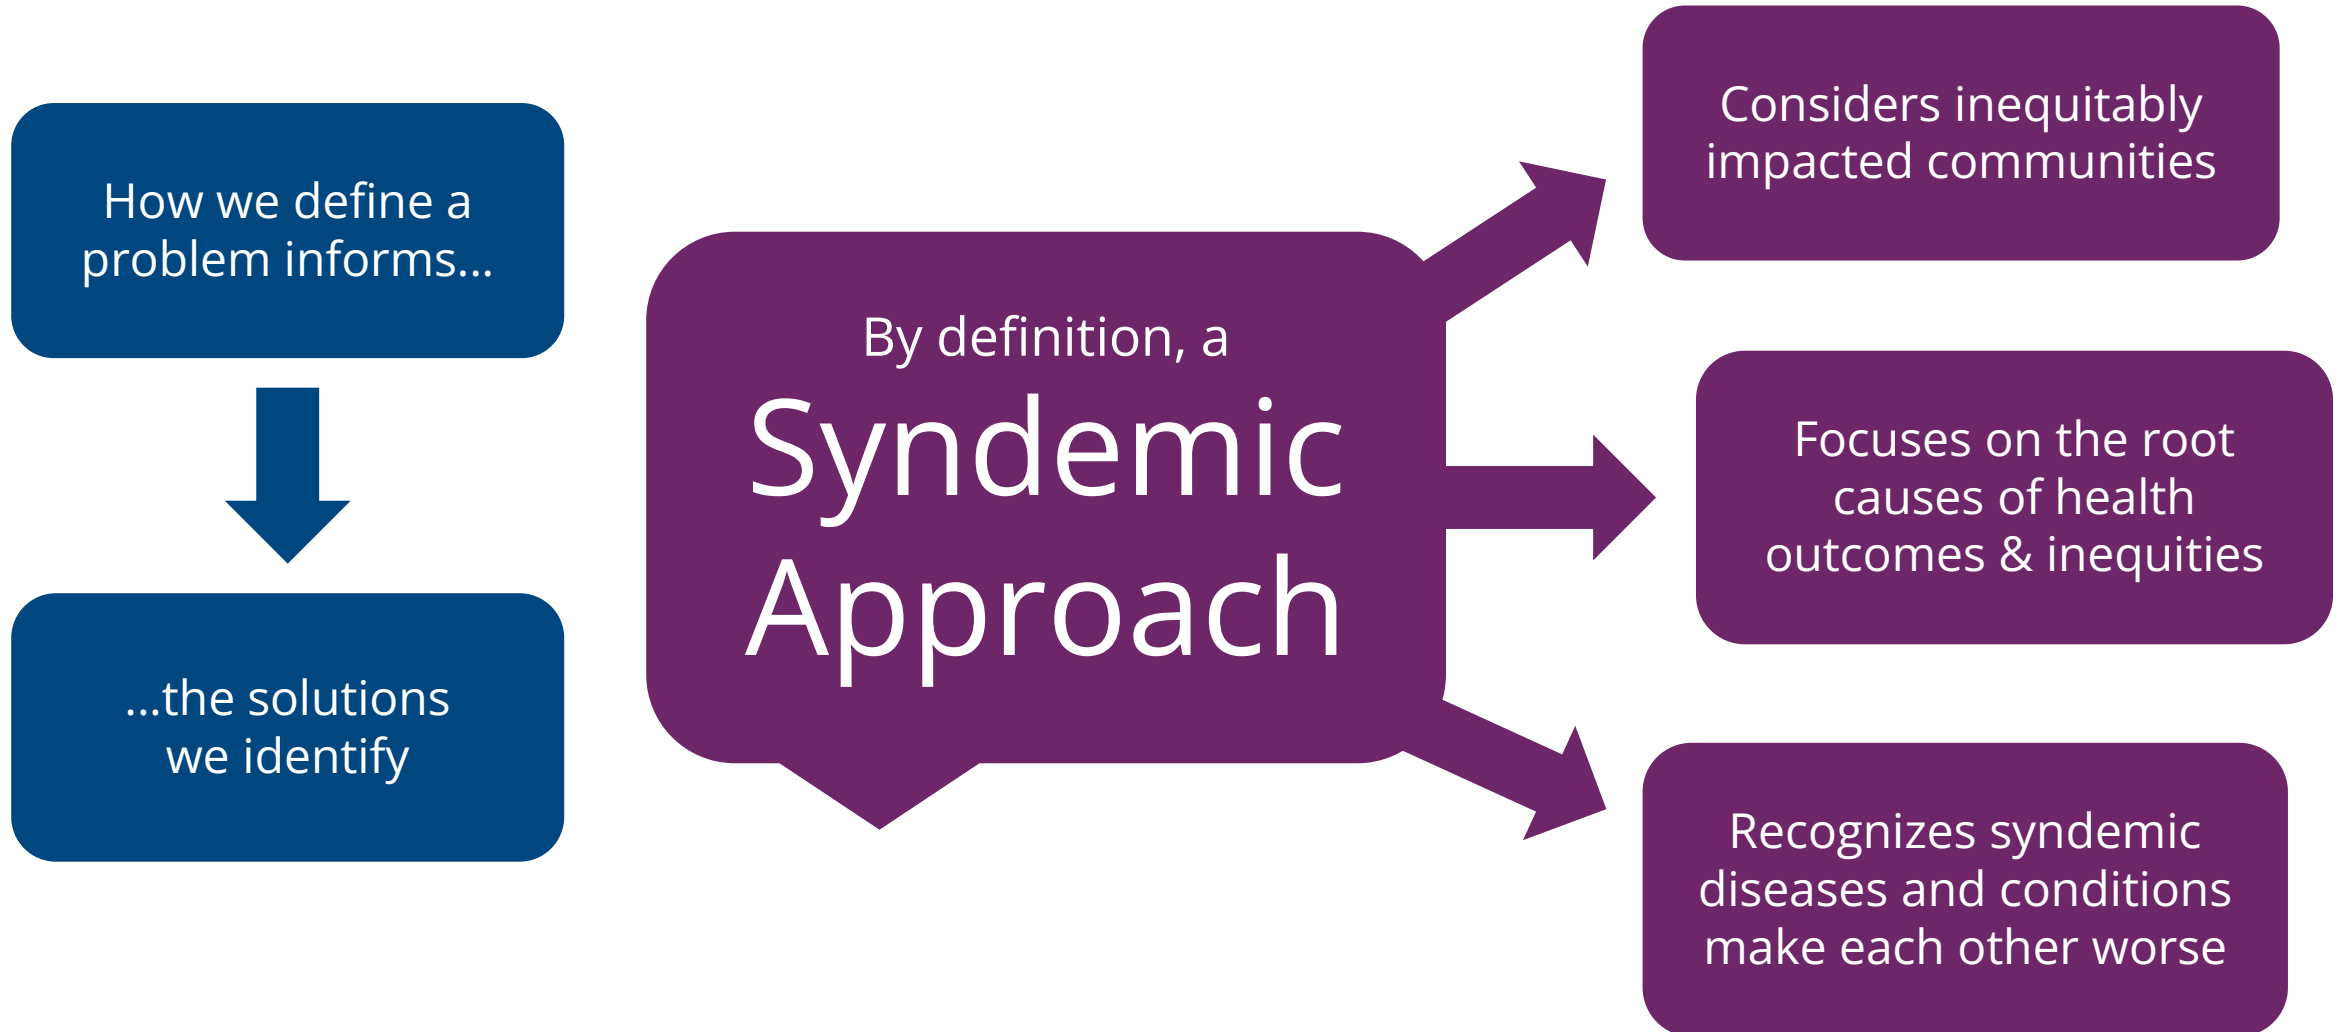 How we define a
problem informs...
...the solutions
we identify
By definition, a
Syndemic
Approach
Considers inequitably
impacted communities
Focuses on the root
causes of health
outcomes & inequities
Recognizes syndemic
diseases and conditions
make each other worse